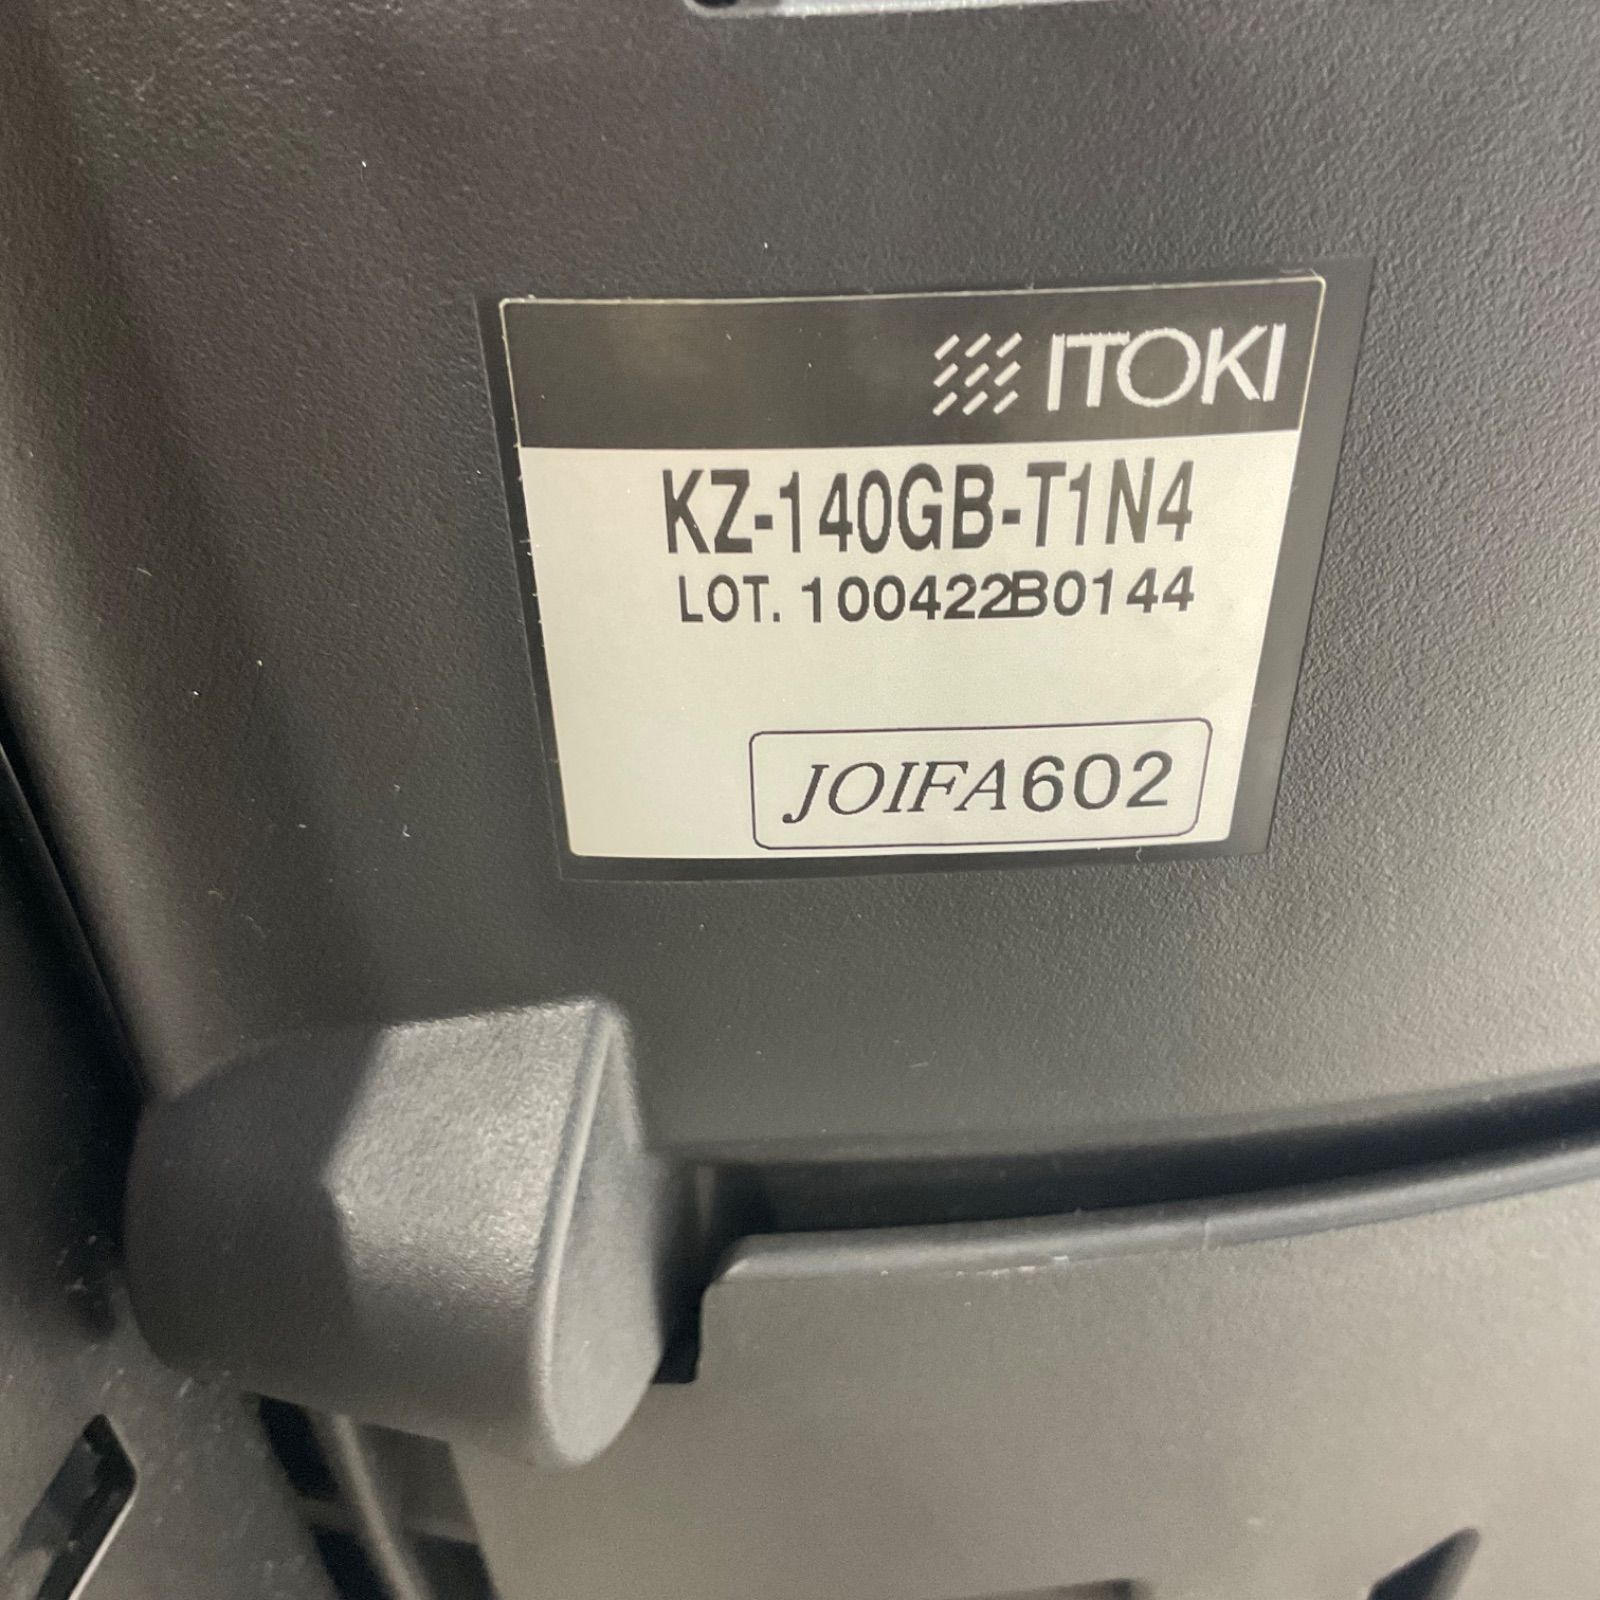 ITOKI
KZ-140GB-T1N4
LOT. 100422B0144
JOIFA602